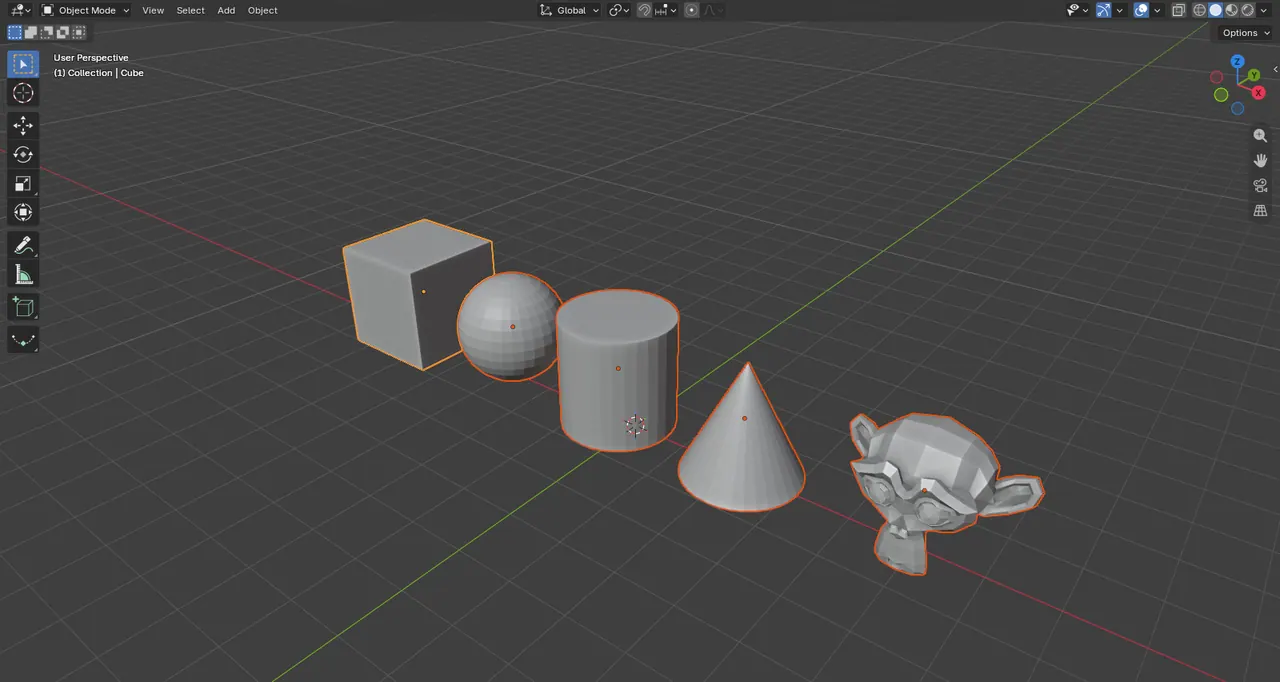 Object Mode View Select Add Object Global
Options
User Perspective
(1) Collection | Cube
Z
Y
X